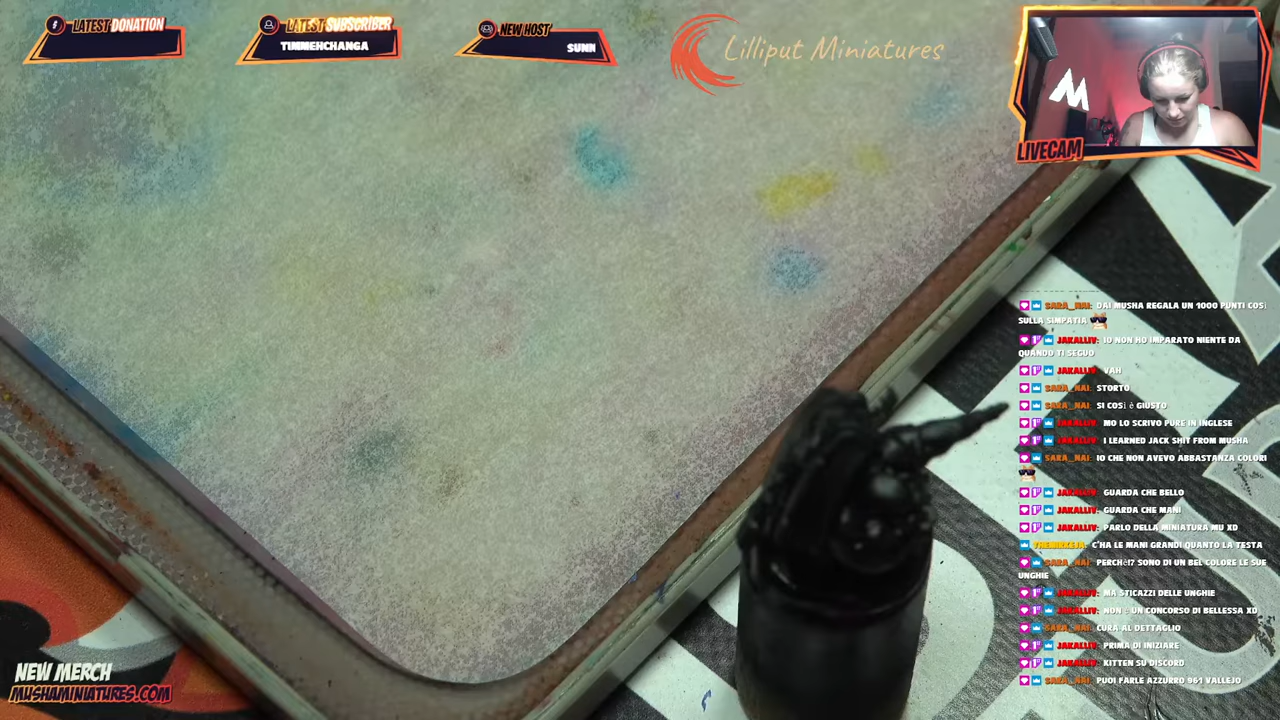 LATEST DONATION
LATEST SUBSCRIBER
TIMMEHCHANGA
NEW HOST
SUNN
Lilliput Miniatures
LIVECAM
SARA_NAI: DAI MUSHA REGALA UN 1000 PUNTI COSÌ
SULLA SIMPATIA
JAKALLIV: IO NON HO IMPARATO NIENTE DA
QUANDO TI SEGUO
JAKALLIV: VAH
SARA_NAI: STORTO
SARA_NAI: SI COSÌ È GIUSTO
JAKALLIV: MO LO SCRIVO PURE IN INGLESE
JAKALLIV: I LEARNED JACK SHIT FROM MUSHA
SARA_NAI: IO CHE NON AVEVO ABBASTANZA COLORI
JAKALLIV: GUARDA CHE BELLO
JAKALLIV: GUARDA CHE MANI
JAKALLIV: PARLO DELLA MINIATURA MU XD
C'HA LE MANI GRANDI QUANTO LA TESTA
SARA_NAI: PERCHÈ!? SONO DI UN BEL COLORE LE SUE
UNGHIE
JAKALLIV: MA STICAZZI DELLE UNGHIE
JAKALLIV: NON È UN CONCORSO DI BELLESSA XD
SARA_NAI: CURA AL DETTAGLIO
JAKALLIV: PRIMA DI INIZIARE
JAKALLIV: KITTEN SU DISCORD
SARA_NAI: PUOI FARLE AZZURRO 961 VALLEJO
NEW MERCH
MUSHAMINIATURES.COM